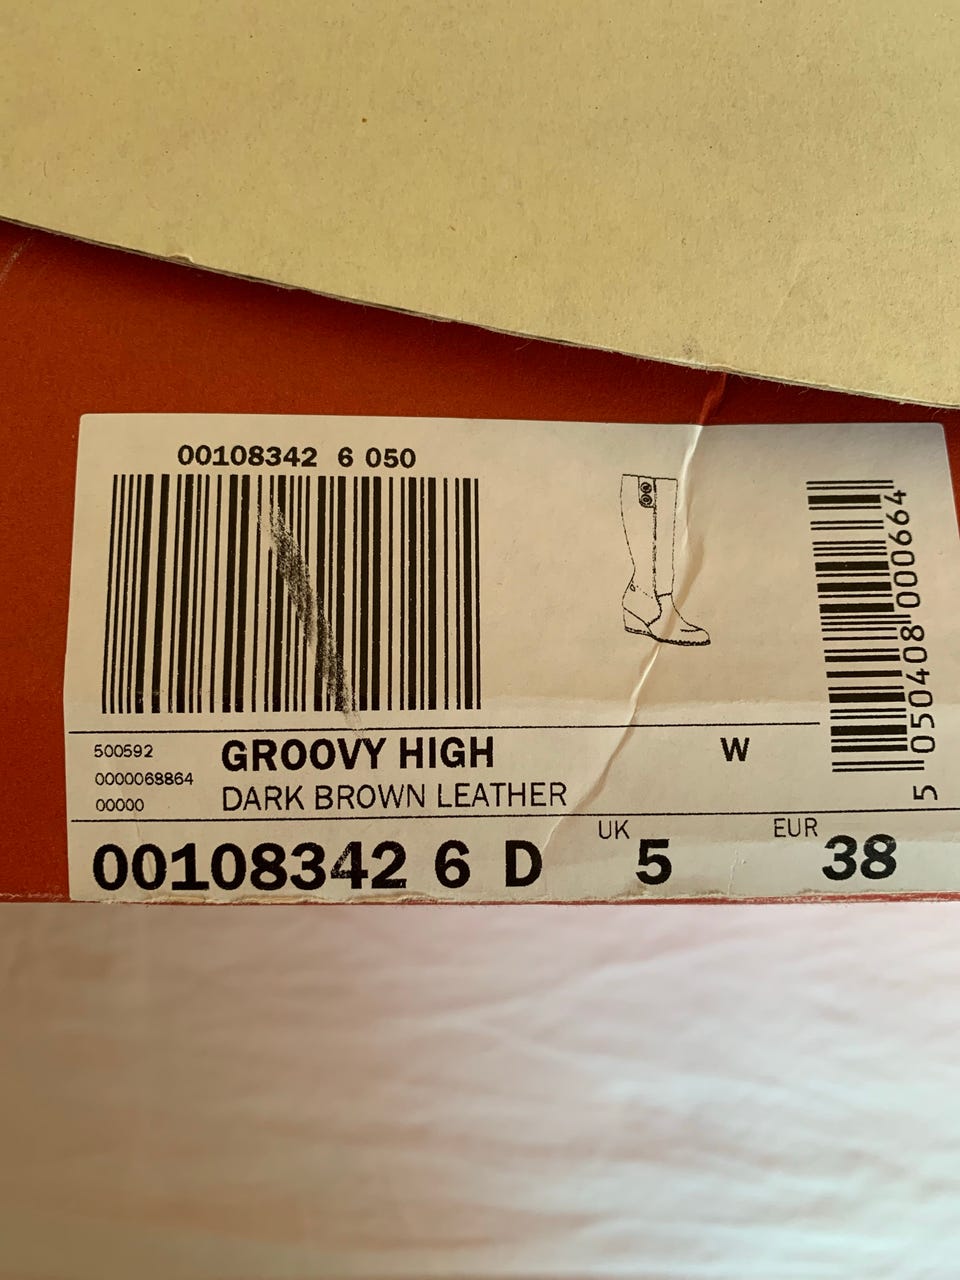 00108342 6 050
5 050408 000664
500592
0000068864
00000
GROOVY HIGH
W
DARK BROWN LEATHER
00108342 6 D
UK 5
EUR 38